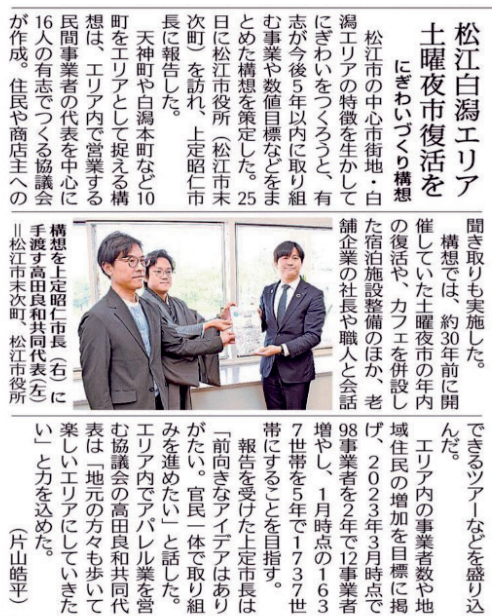 松江白潟エリア
土曜夜市復活を
にぎわいづくり構想
松江市の中心市街地・白
潟エリアの特徴を生かして
にぎわいをつくろうと、有
志が今後5年以内に取り組
む事業や数値目標などをま
とめた構想を策定した。25
日に松江市役所（松江市末
次町）を訪れ、上定昭仁市
長に報告した。
天神町や白潟本町など10
町をエリアとして捉える構
想は、エリア内で営業する
民間事業者の代表を中心に
16人の有志でつくる協議会
が作成。住民や商店主への
聞き取りも実施した。
構想では、約30年前に開
催していた土曜夜市の年内
の復活や、カフェを併設し
た宿泊施設整備のほか、老
舗企業の社長や職人と会話
構想を上定昭仁市長（右）に
手渡す高田良和共同代表（左）
＝松江市末次町、松江市役所
できるツアーなどを盛り込
んだ。
エリア内の事業者数や地
域住民の増加を目標に掲
げ、2023年3月時点で
98事業者を2年で12事業者
増やし、1月時点の163
7世帯を5年で1737世
帯にすることを目指す。
報告を受けた上定市長は
「前向きなアイデアはあり
がたい。官民一体で取り組
みを進めたい」と話した。
エリア内でアパレル業を営
む協議会の高田良和共同代
表は「地元の方々も歩いて
楽しいエリアにしていきた
い」と力を込めた。
（片山皓平）